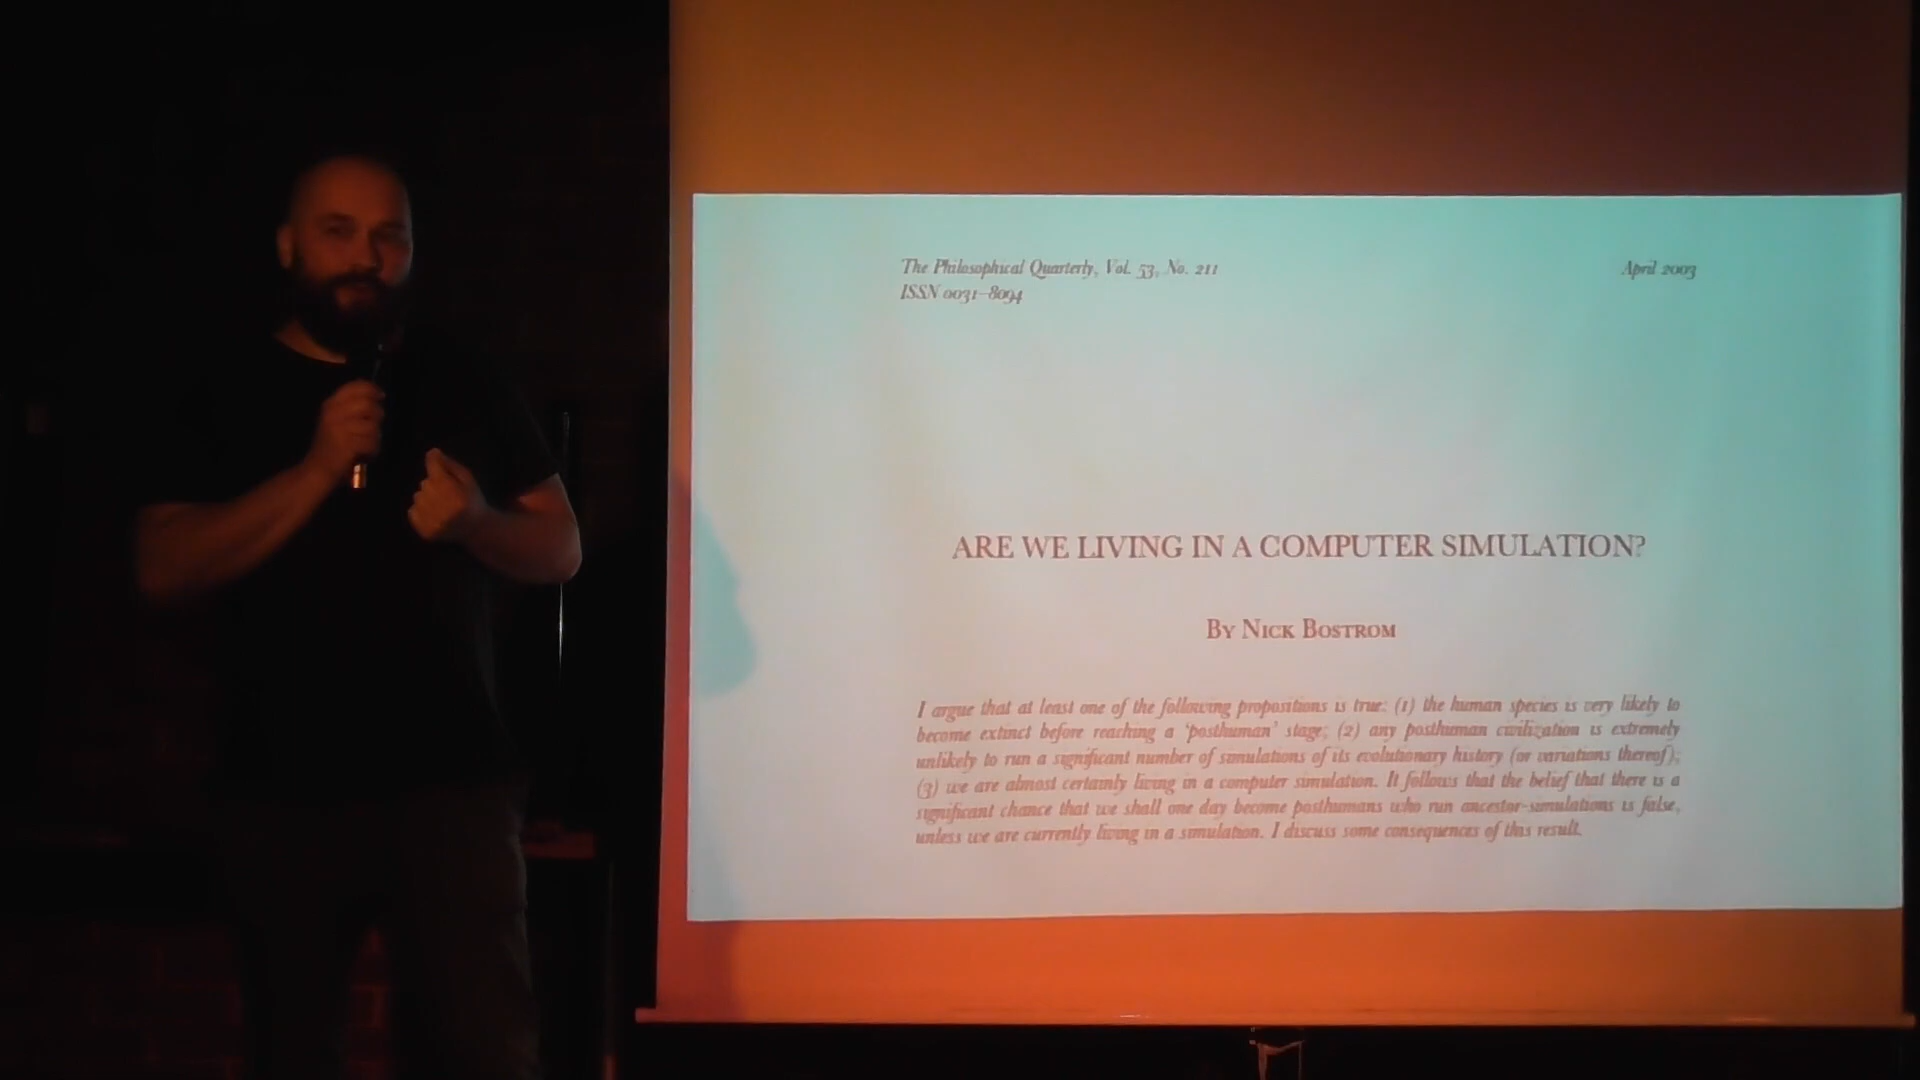 The Philosophical Quarterly, Vol. 53, No. 211
April 2003
ISSN 0031–8094
ARE WE LIVING IN A COMPUTER SIMULATION?
BY NICK BOSTROM
I argue that at least one of the following propositions is true: (1) the human species is very likely to
become extinct before reaching a ‘posthuman’ stage; (2) any posthuman civilization is extremely
unlikely to run a significant number of simulations of its evolutionary history (or variations thereof);
(3) we are almost certainly living in a computer simulation. It follows that the belief that there is a
significant chance that we shall one day become posthumans who run ancestor-simulations is false,
unless we are currently living in a simulation. I discuss some consequences of this result.